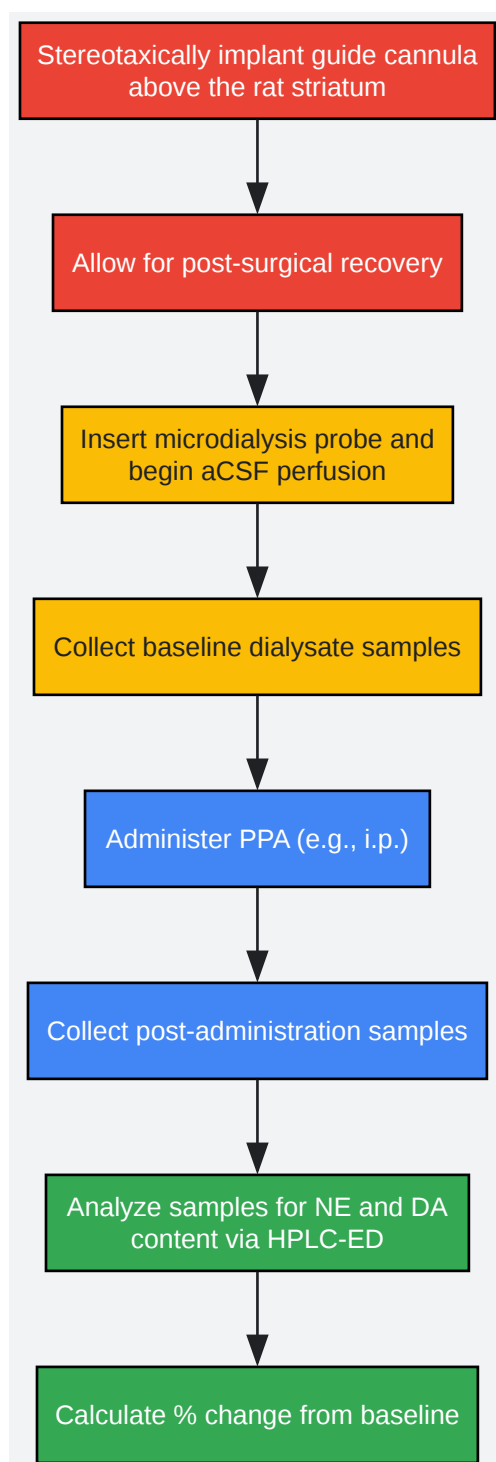 Stereotaxically implant guide cannula
above the rat striatum
Allow for post-surgical recovery
Insert microdialysis probe and
begin aCSF perfusion
Collect baseline dialysate samples
Administer PPA (e.g., i.p.)
Collect post-administration samples
Analyze samples for NE and DA
content via HPLC-ED
Calculate % change from baseline